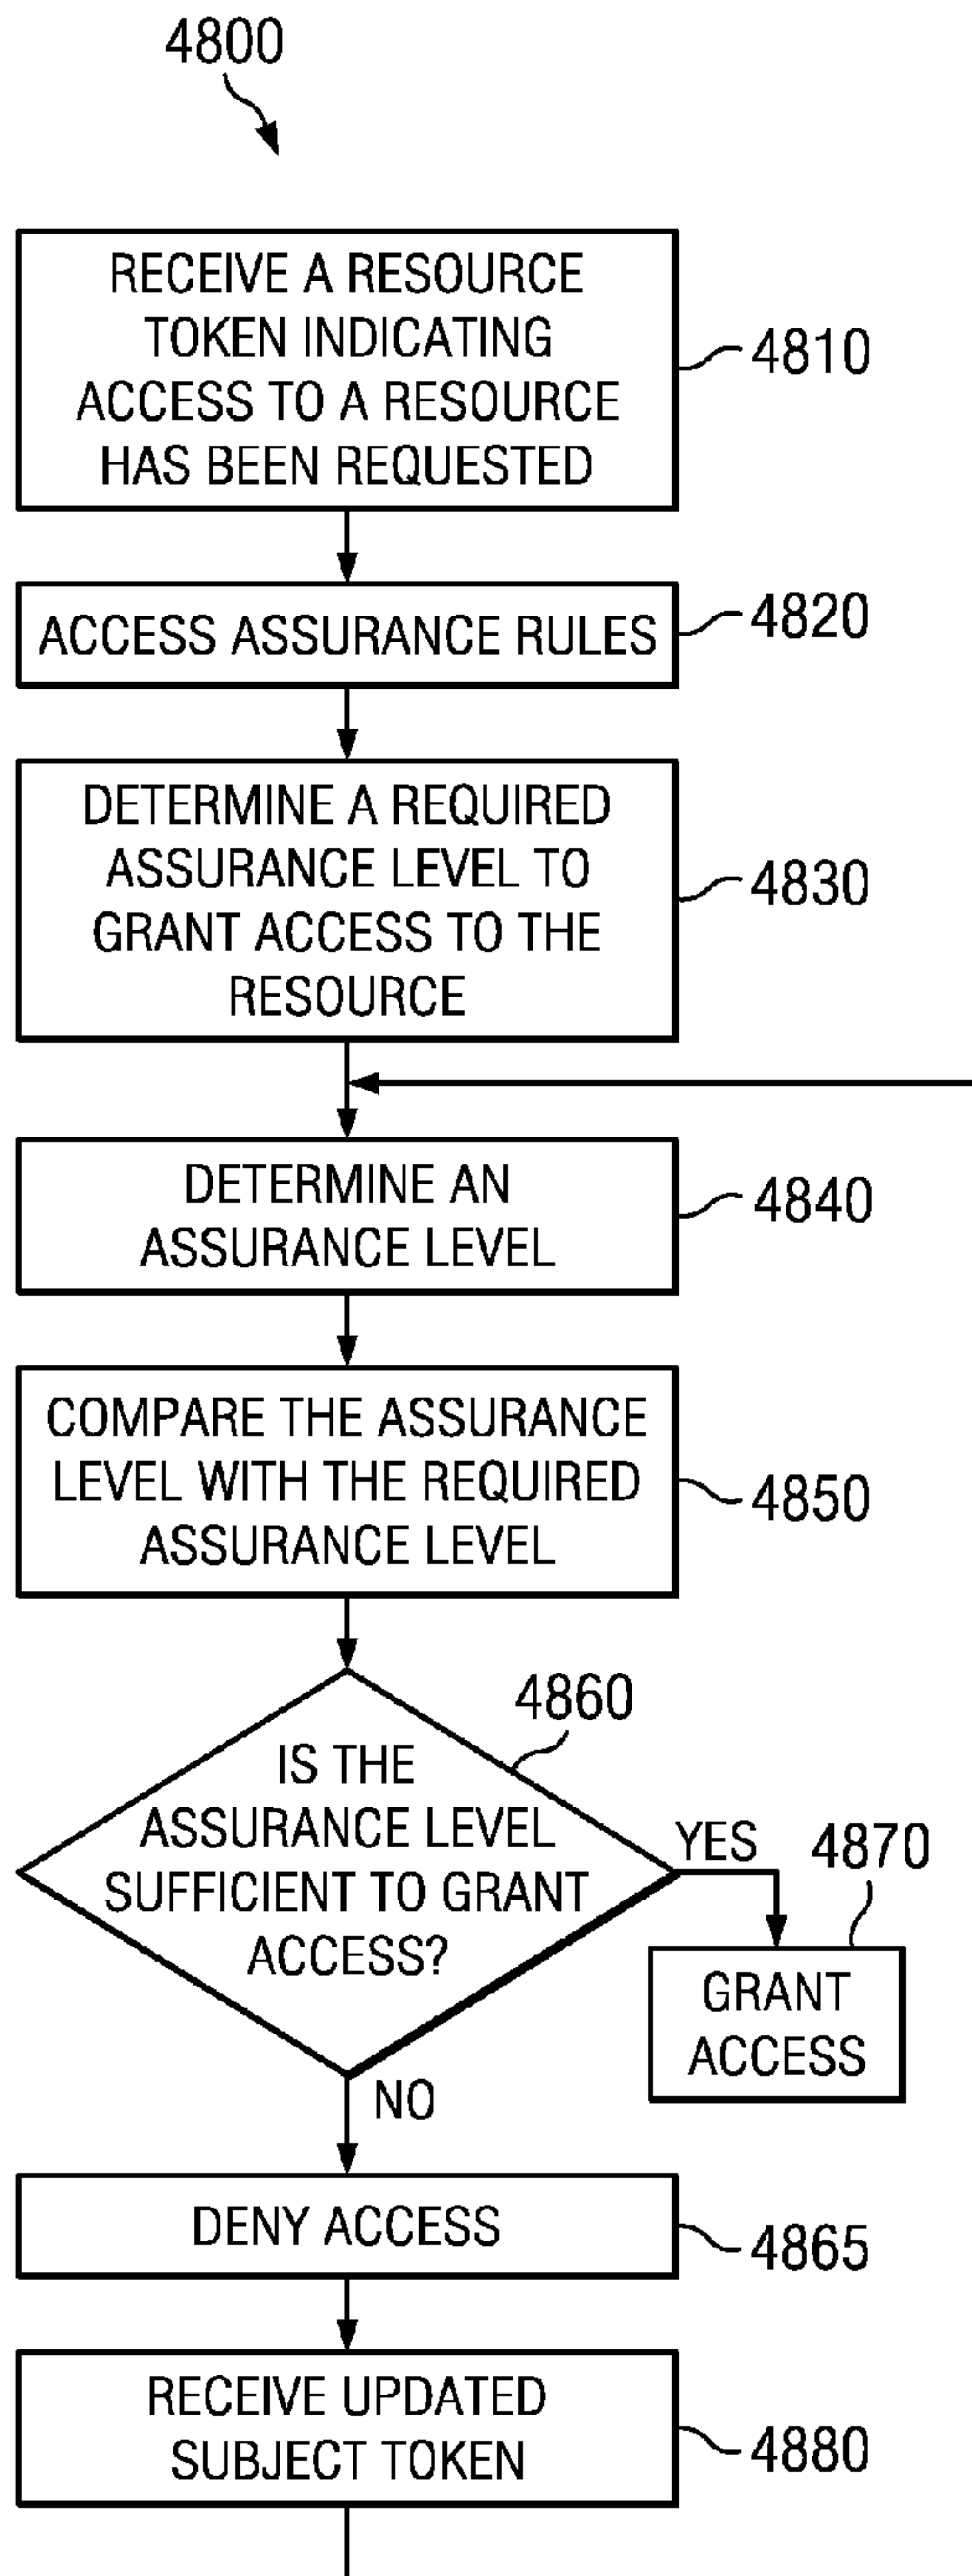 4800
RECEIVE A RESOURCE
TOKEN INDICATING
ACCESS TO A RESOURCE
HAS BEEN REQUESTED
4810
ACCESS ASSURANCE RULES
4820
DETERMINE A REQUIRED
ASSURANCE LEVEL TO
GRANT ACCESS TO THE
RESOURCE
4830
DETERMINE AN
ASSURANCE LEVEL
4840
COMPARE THE ASSURANCE
LEVEL WITH THE REQUIRED
ASSURANCE LEVEL
4850
4860
IS THE
ASSURANCE LEVEL
SUFFICIENT TO GRANT
ACCESS?
YES
4870
GRANT
ACCESS
NO
DENY ACCESS
4865
RECEIVE UPDATED
SUBJECT TOKEN
4880